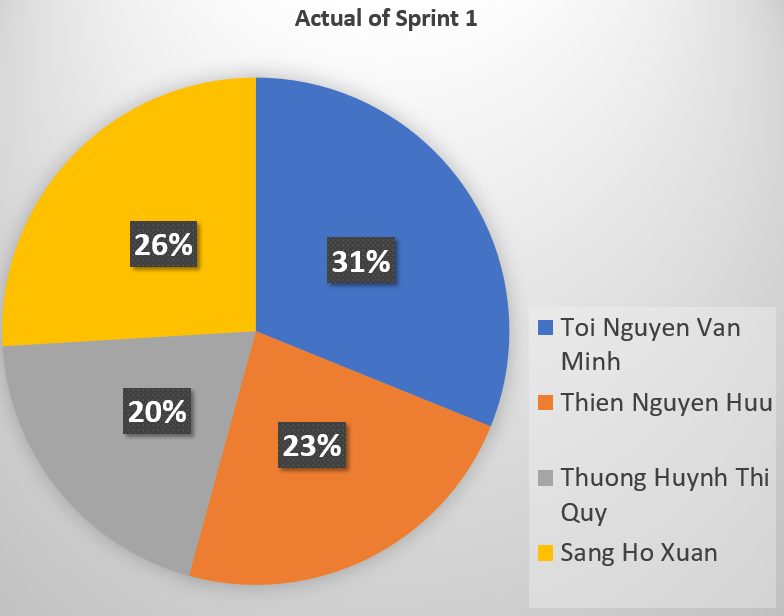 Actual of Sprint 1
26%
31%
20%
23%
Toi Nguyen Van
Minh
Thien Nguyen Huu
Thuong Huynh Thi
Quy
Sang Ho Xuan